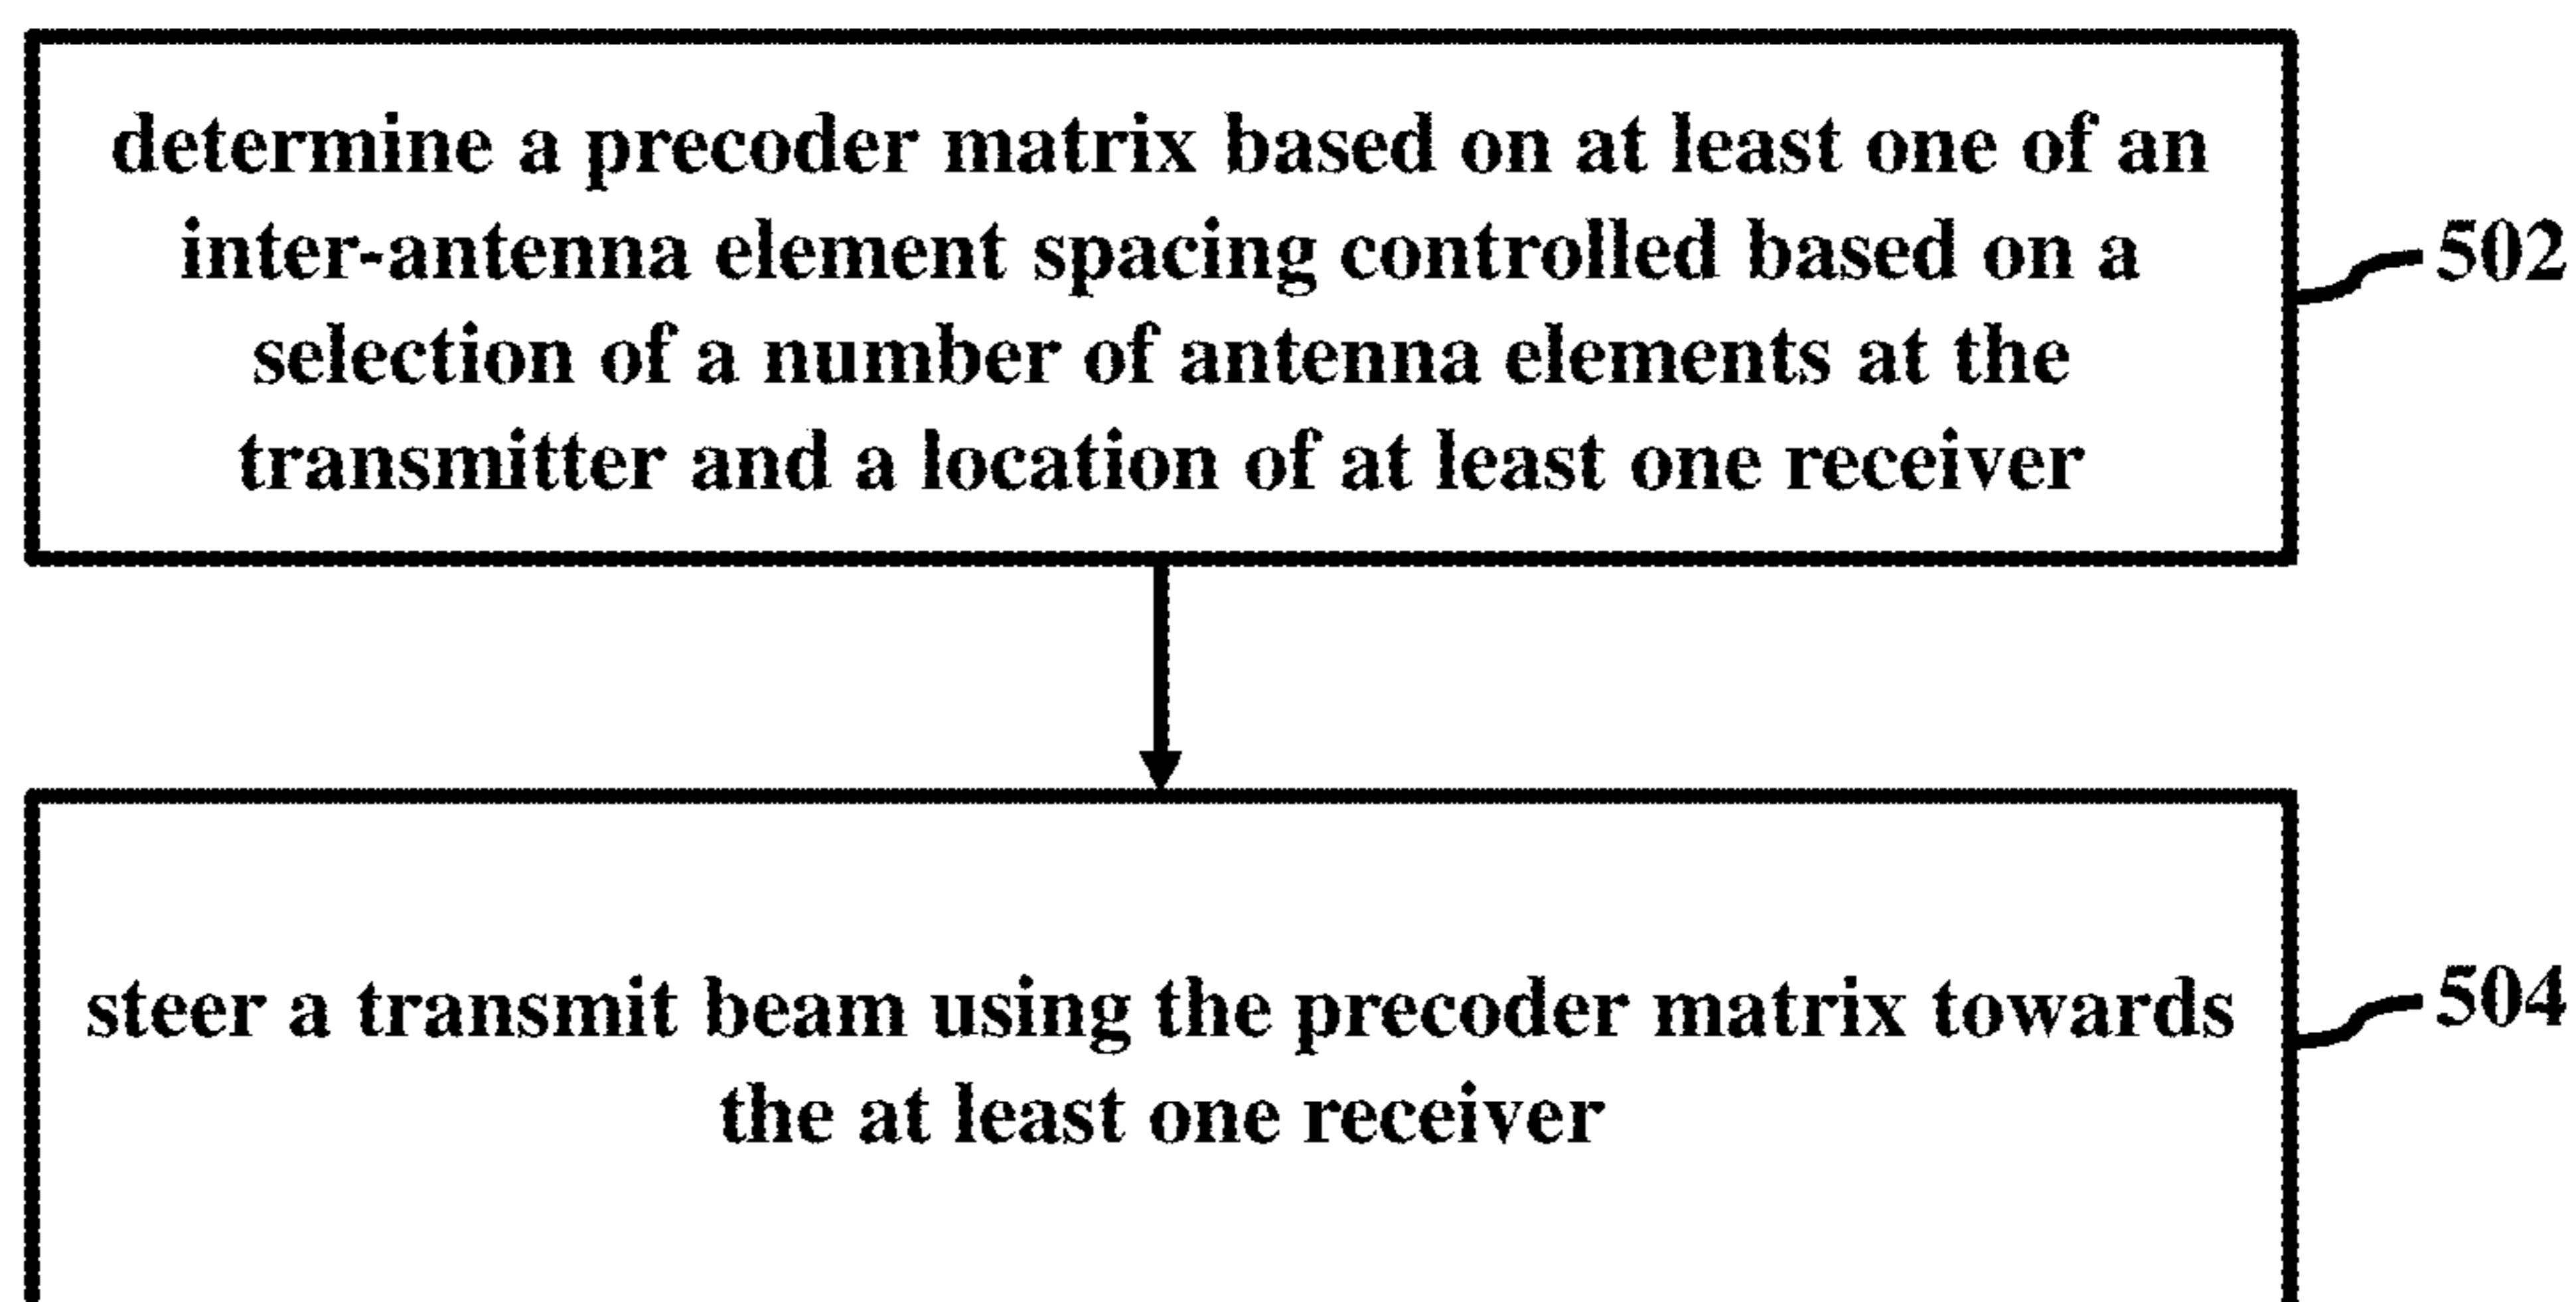 determine a precoder matrix based on at least one of an
inter-antenna element spacing controlled based on a
selection of a number of antenna elements at the
transmitter and a location of at least one receiver
502
steer a transmit beam using the precoder matrix towards
the at least one receiver
504